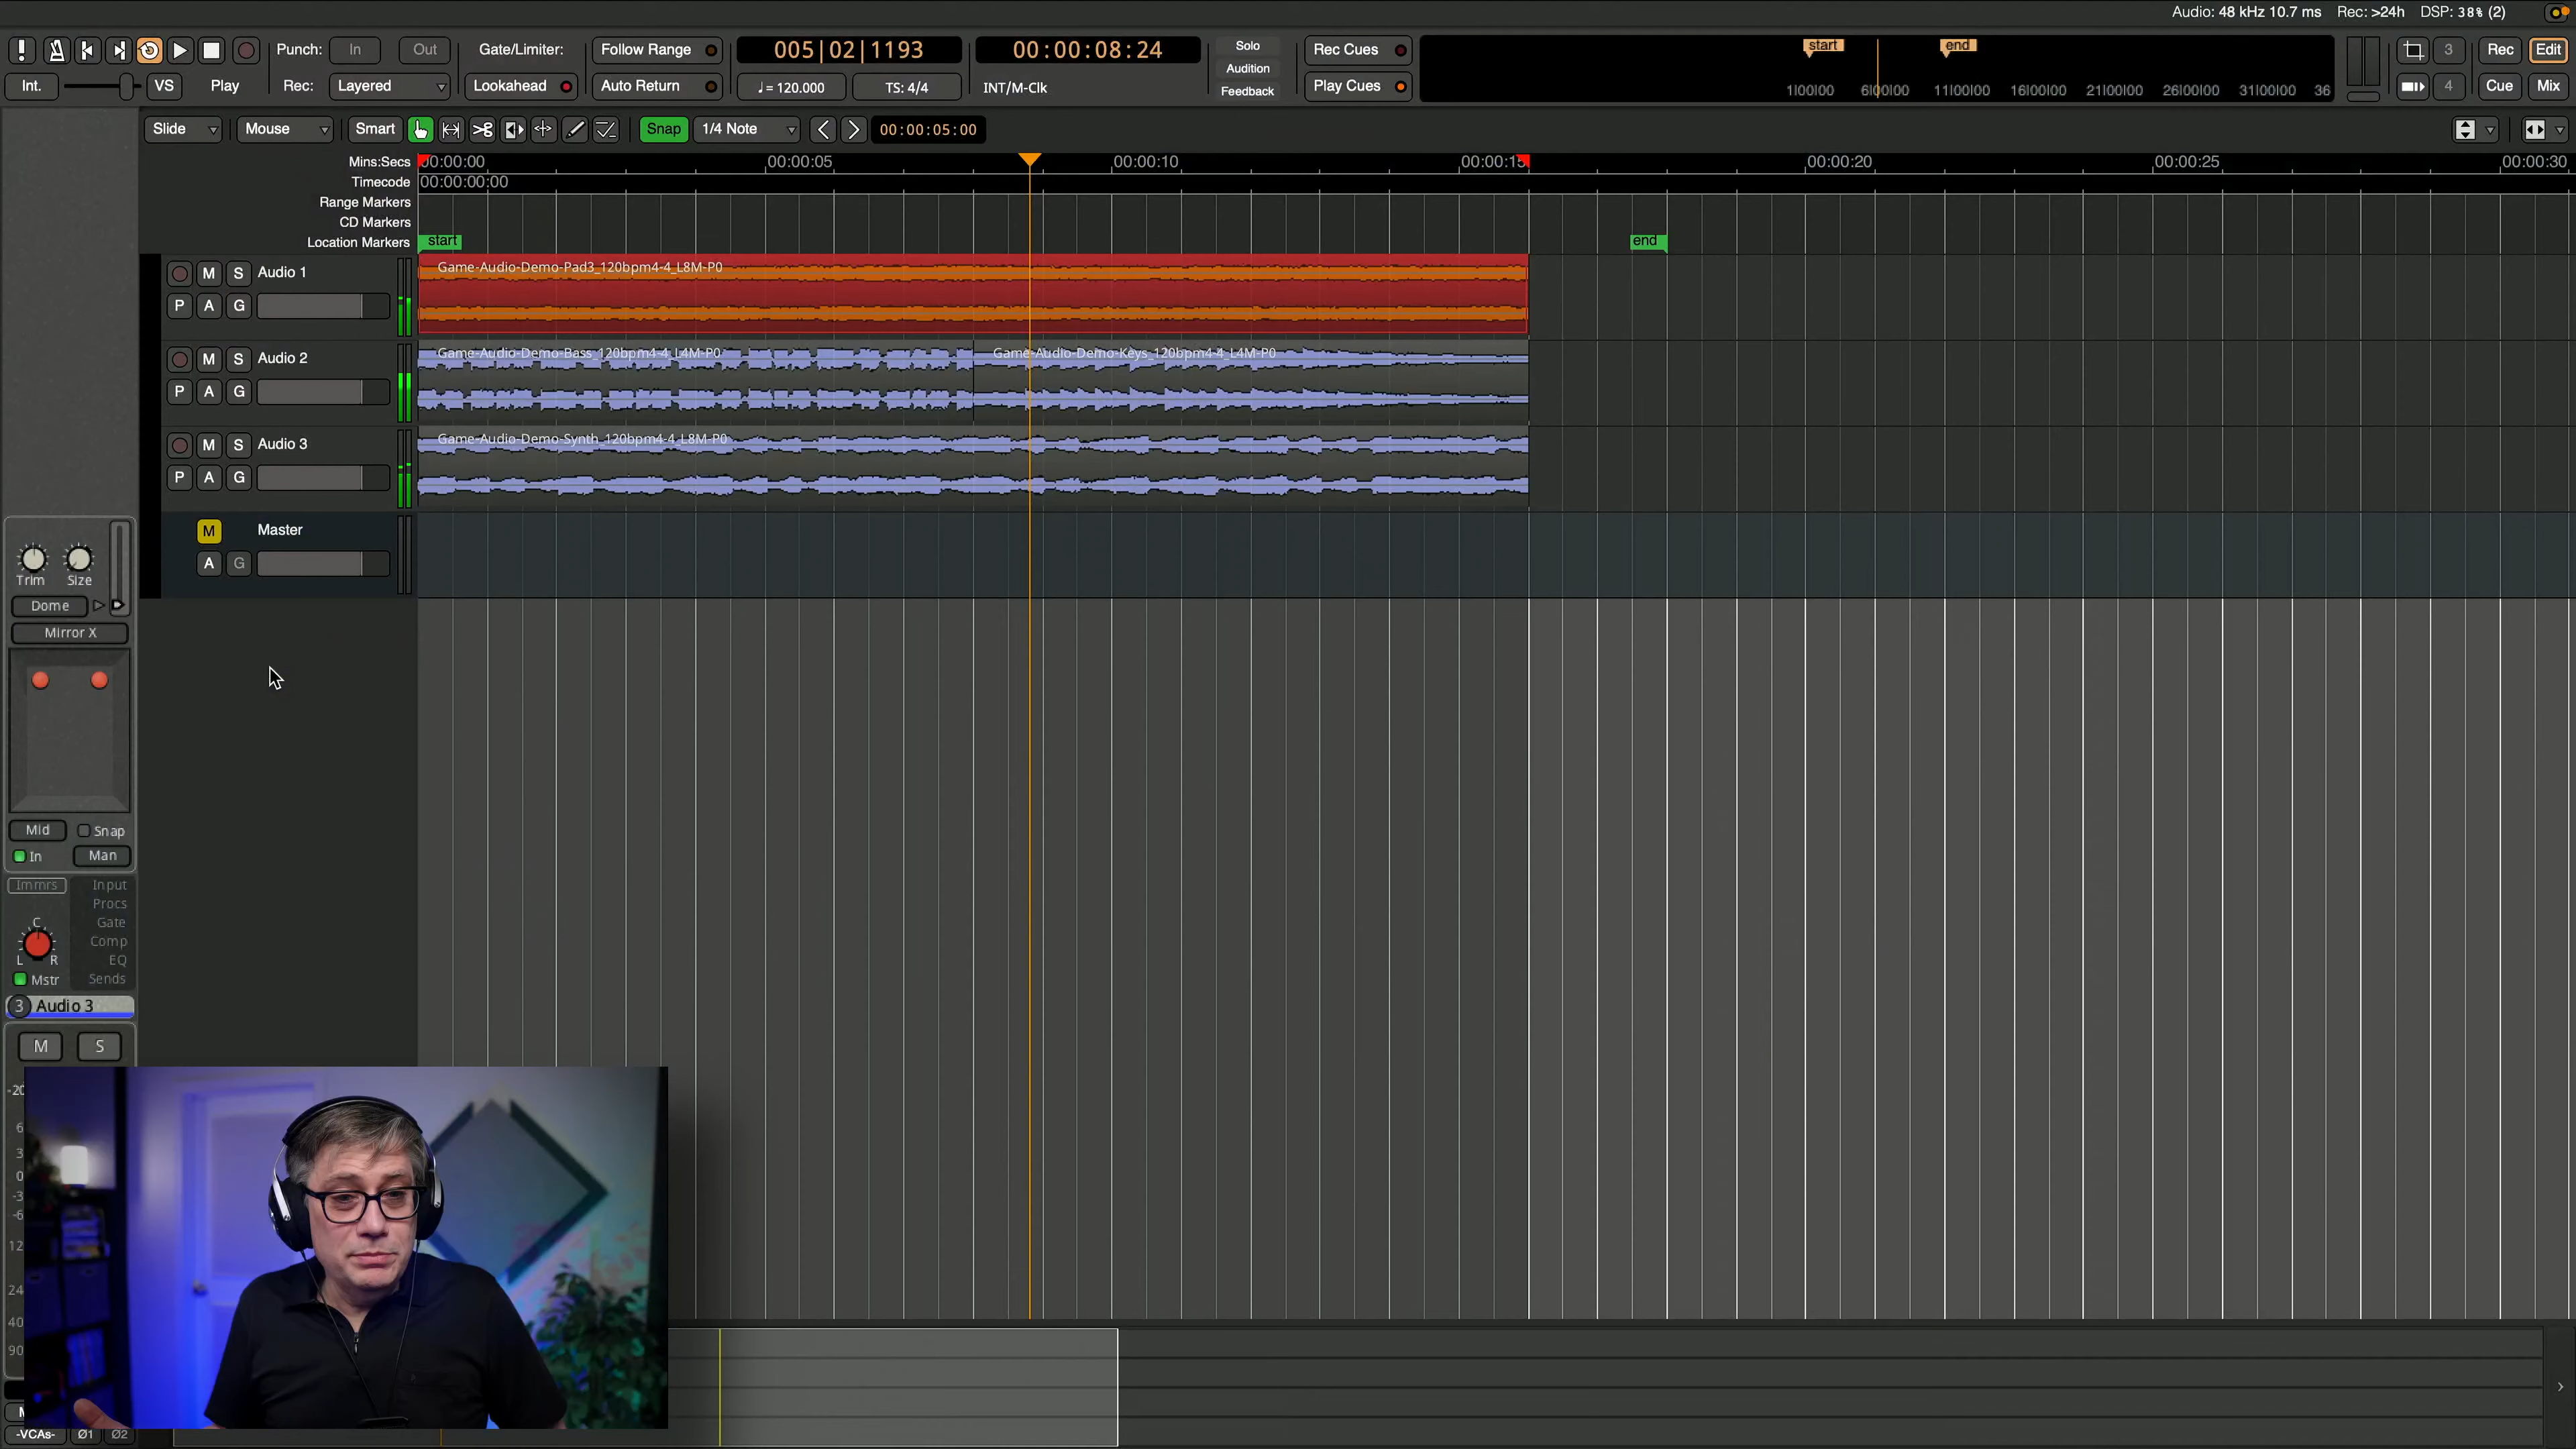 Audio: 48 kHz 10.7 ms Rec: >24h DSP: 38% (2)
Punch: In Out Gate/Limiter: Follow Range 005|02|1193 00:00:08:24 Solo Rec Cues start end 3 Rec Edit
Audition
Int. VS Play Rec: Layered Lookahead Auto Return ♩ = 120.000 TS: 4/4 INT/M-Clk Feedback Play Cues 1|00|00 6|00|00 11|00|00 16|00|00 21|00|00 26|00|00 31|00|00 36 4 Cue Mix
Slide Mouse Smart Snap 1/4 Note 00:00:05:00
Mins:Secs 00:00:00 00:00:05 00:00:10 00:00:15 00:00:20 00:00:25 00:00:30
Timecode 00:00:00:00
Range Markers
CD Markers
Location Markers start end
M S Audio 1 Game-Audio-Demo-Pad3_120bpm4-4_L8M-P0
P A G
M S Audio 2 Game-Audio-Demo-Bass_120bpm4-4_L4M-P0 Game-Audio-Demo-Keys_120bpm4-4_L4M-P0
P A G
M S Audio 3 Game-Audio-Demo-Synth_120bpm4-4_L8M-P0
P A G
M Master
A G
Trim Size
Dome
Mirror X
Mid Snap
In Man
Immrs Input
Procs
Gate
C Comp
L R EQ
Mstr Sends
3 Audio 3
M S
-20
6
3
0
-3
-6
12
24
40
90
-VCAs- Ø1 Ø2